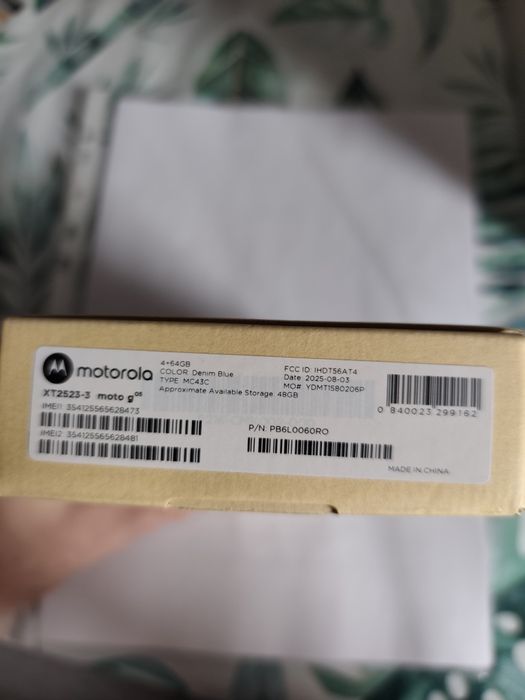 motorola
XT2523-3 moto g05
4+64GB
COLOR: Denim Blue
TYPE: MC43C
Approximate Available Storage: 48GB
FCC ID: IHDT56AT4
Date: 2025-08-03
MO#: YDMT1580206P
0 840023 299162
IMEI1 354125565628473
IMEI2 354125565628481
P/N: PB6L0060RO
MADE IN CHINA